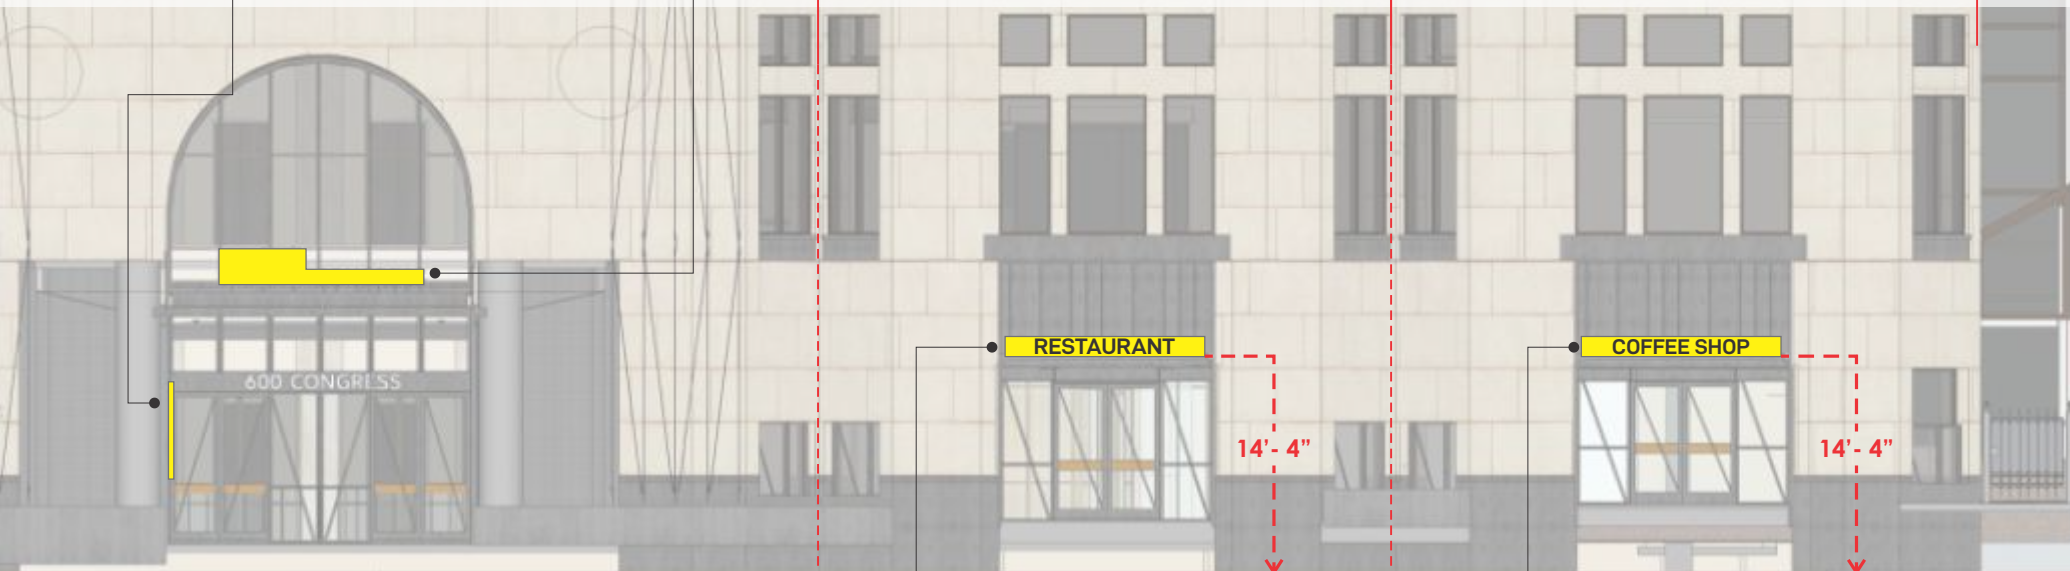 600 CONGRESS
RESTAURANT
COFFEE SHOP
14'- 4”
14'- 4”